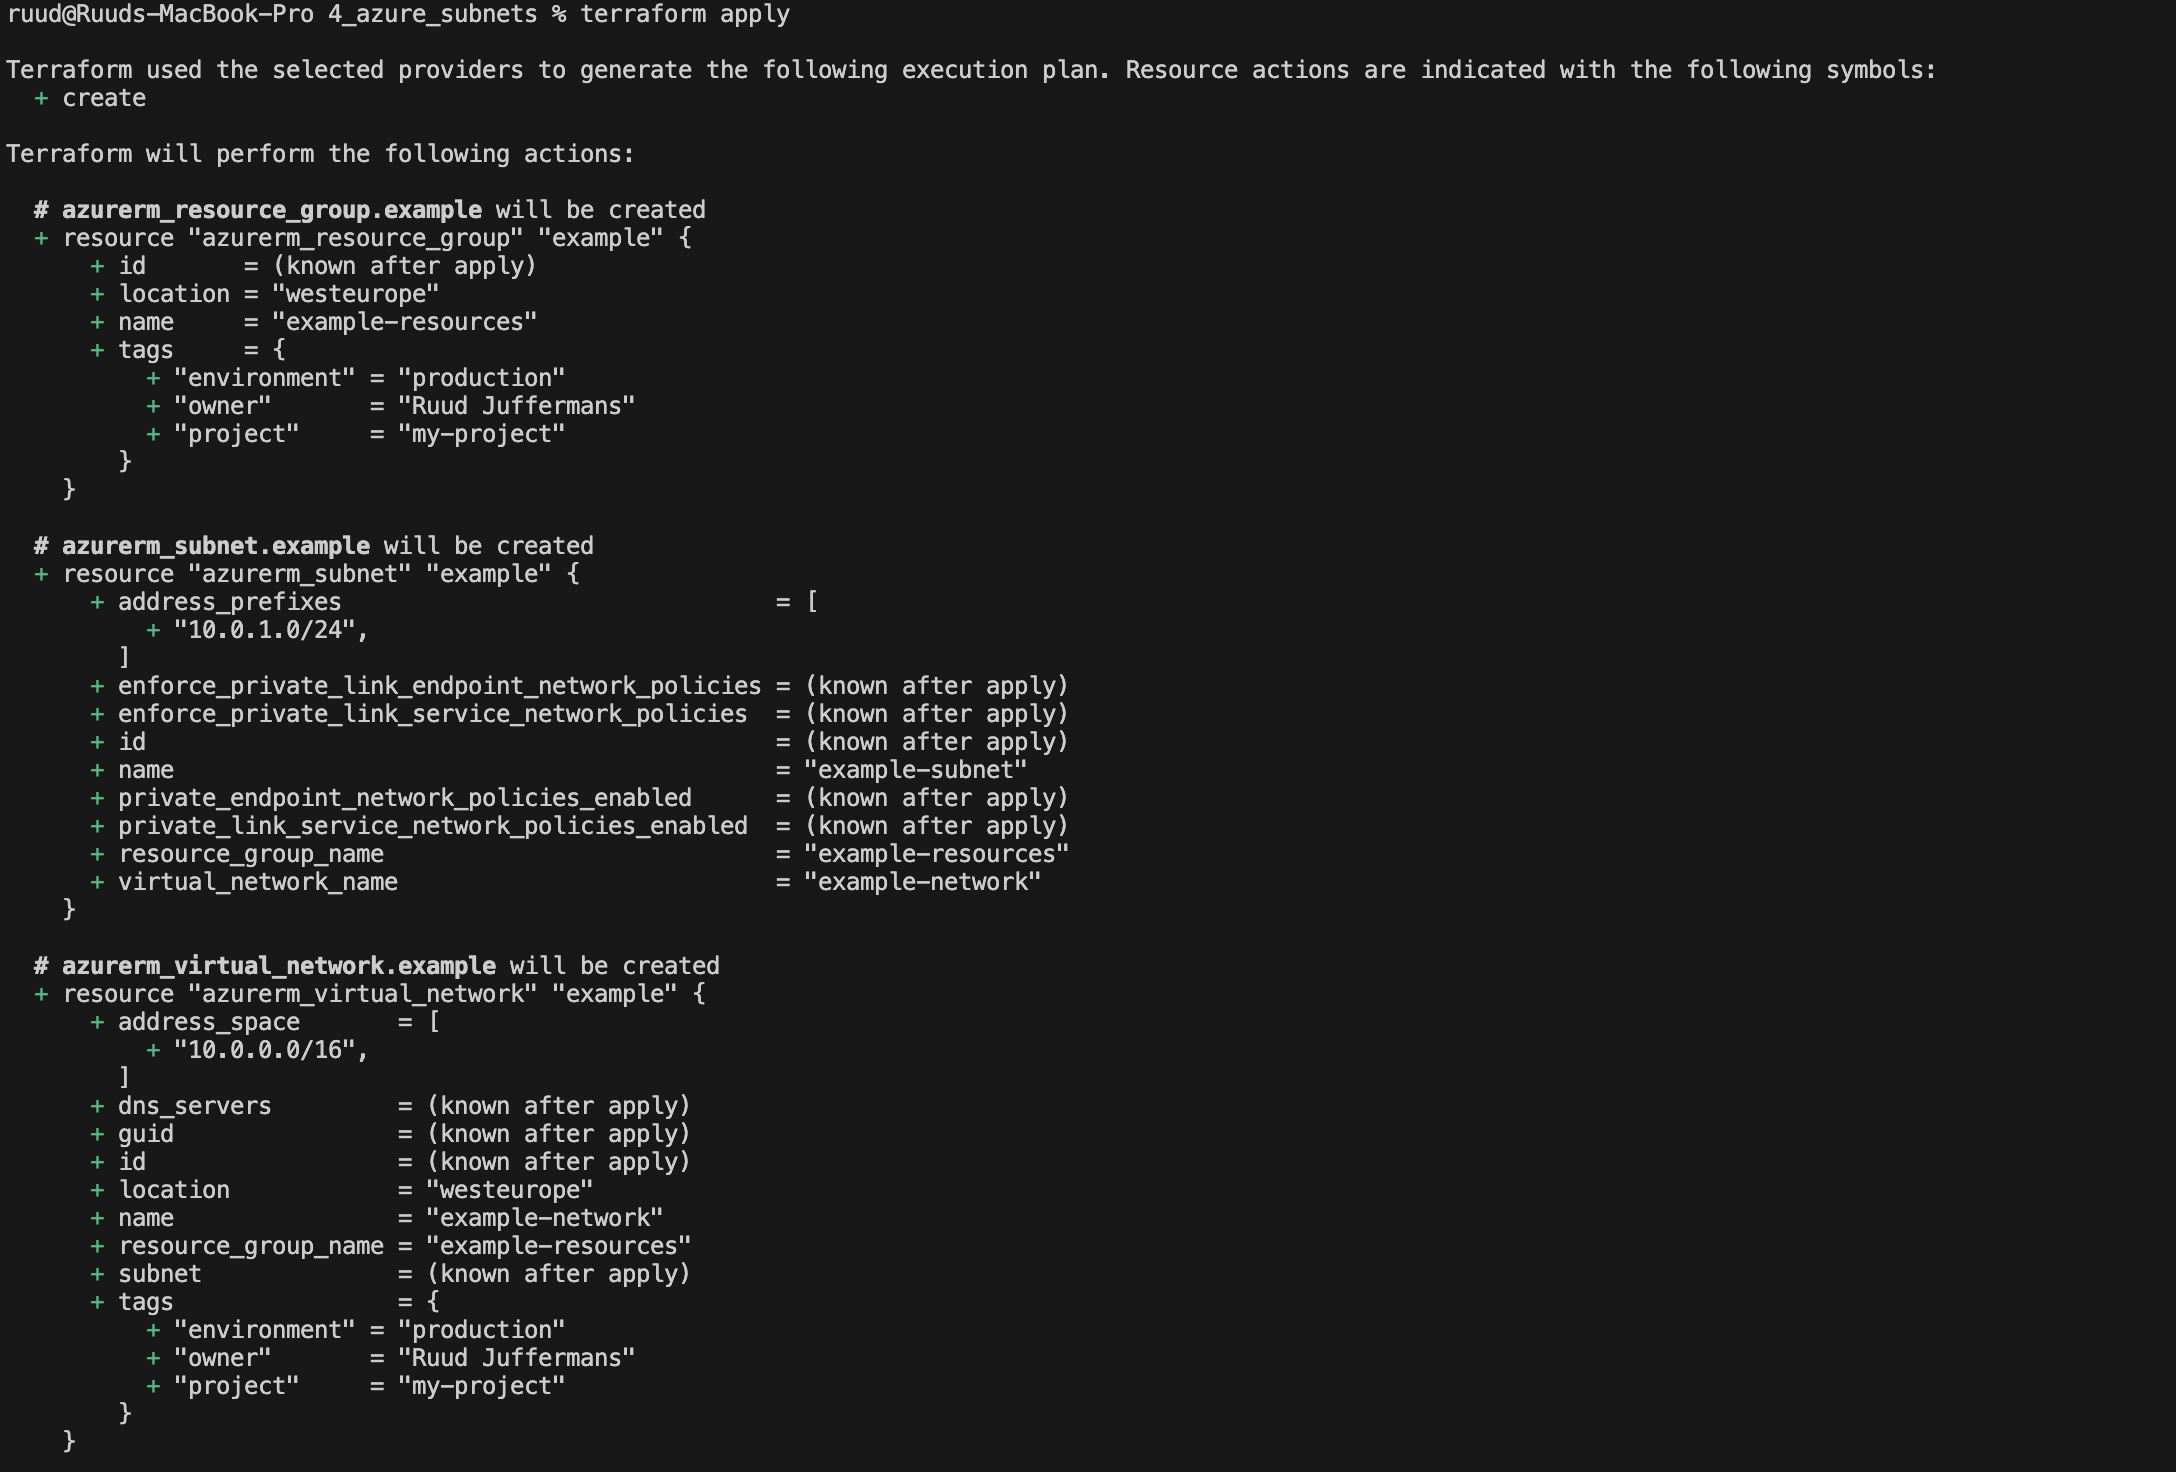 ruud@Ruuds-MacBook-Pro 4_azure_subnets % terraform apply

Terraform used the selected providers to generate the following execution plan. Resource actions are indicated with the following symbols:
  + create

Terraform will perform the following actions:

  # azurerm_resource_group.example will be created
  + resource "azurerm_resource_group" "example" {
      + id       = (known after apply)
      + location = "westeurope"
      + name     = "example-resources"
      + tags     = {
          + "environment" = "production"
          + "owner"       = "Ruud Juffermans"
          + "project"     = "my-project"
        }
    }

  # azurerm_subnet.example will be created
  + resource "azurerm_subnet" "example" {
      + address_prefixes                               = [
          + "10.0.1.0/24",
        ]
      + enforce_private_link_endpoint_network_policies = (known after apply)
      + enforce_private_link_service_network_policies  = (known after apply)
      + id                                             = (known after apply)
      + name                                           = "example-subnet"
      + private_endpoint_network_policies_enabled      = (known after apply)
      + private_link_service_network_policies_enabled  = (known after apply)
      + resource_group_name                            = "example-resources"
      + virtual_network_name                           = "example-network"
    }

  # azurerm_virtual_network.example will be created
  + resource "azurerm_virtual_network" "example" {
      + address_space       = [
          + "10.0.0.0/16",
        ]
      + dns_servers         = (known after apply)
      + guid                = (known after apply)
      + id                  = (known after apply)
      + location            = "westeurope"
      + name                = "example-network"
      + resource_group_name = "example-resources"
      + subnet              = (known after apply)
      + tags                = {
          + "environment" = "production"
          + "owner"       = "Ruud Juffermans"
          + "project"     = "my-project"
        }
    }